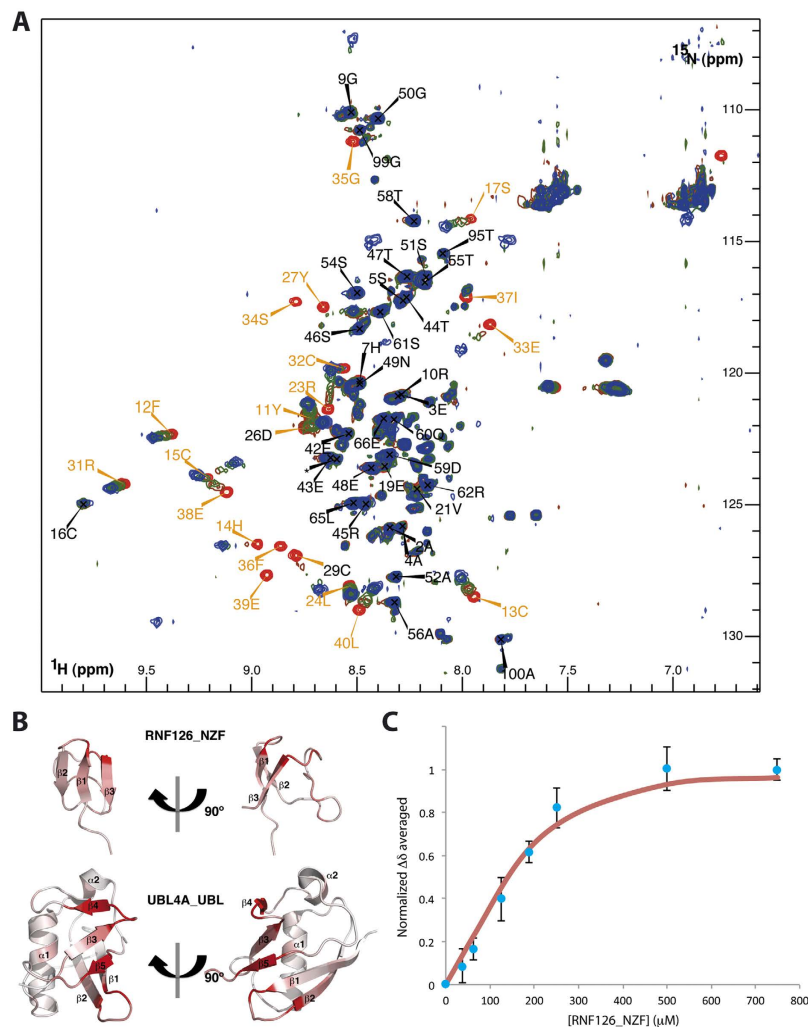 A
15N (ppm)
9G
50G
110
99G
35G
17S
58T
51S
95T
115
47T
55T
54S
5S
27Y
37I
34S
44T
46S
61S
33E
7H
49N
32C
120
23R
10R
12F
11Y
3E
26D
66E
60Q
42E
15C
59D
31R
*
43E
48E
19E
62R
38E
21V
16C
65L
125
45R
14H
2A
4A
36F
29C
52A
39E
24L
13C
40L
56A
130
1H (ppm)
100A
9.5
9.0
8.5
8.0
7.5
7.0
B
RNF126_NZF
β2
β1
β3
90º
β1
β2
β3
UBL4A_UBL
α2
β4
β3
α1
β5
β1
β2
90º
α2
β4
β3
α1
β5
β1
β2
C
Normalized Δδ averaged
1.2
1
0.8
0.6
0.4
0.2
0
0
100
200
300
400
500
600
700
800
[RNF126_NZF] (μM)